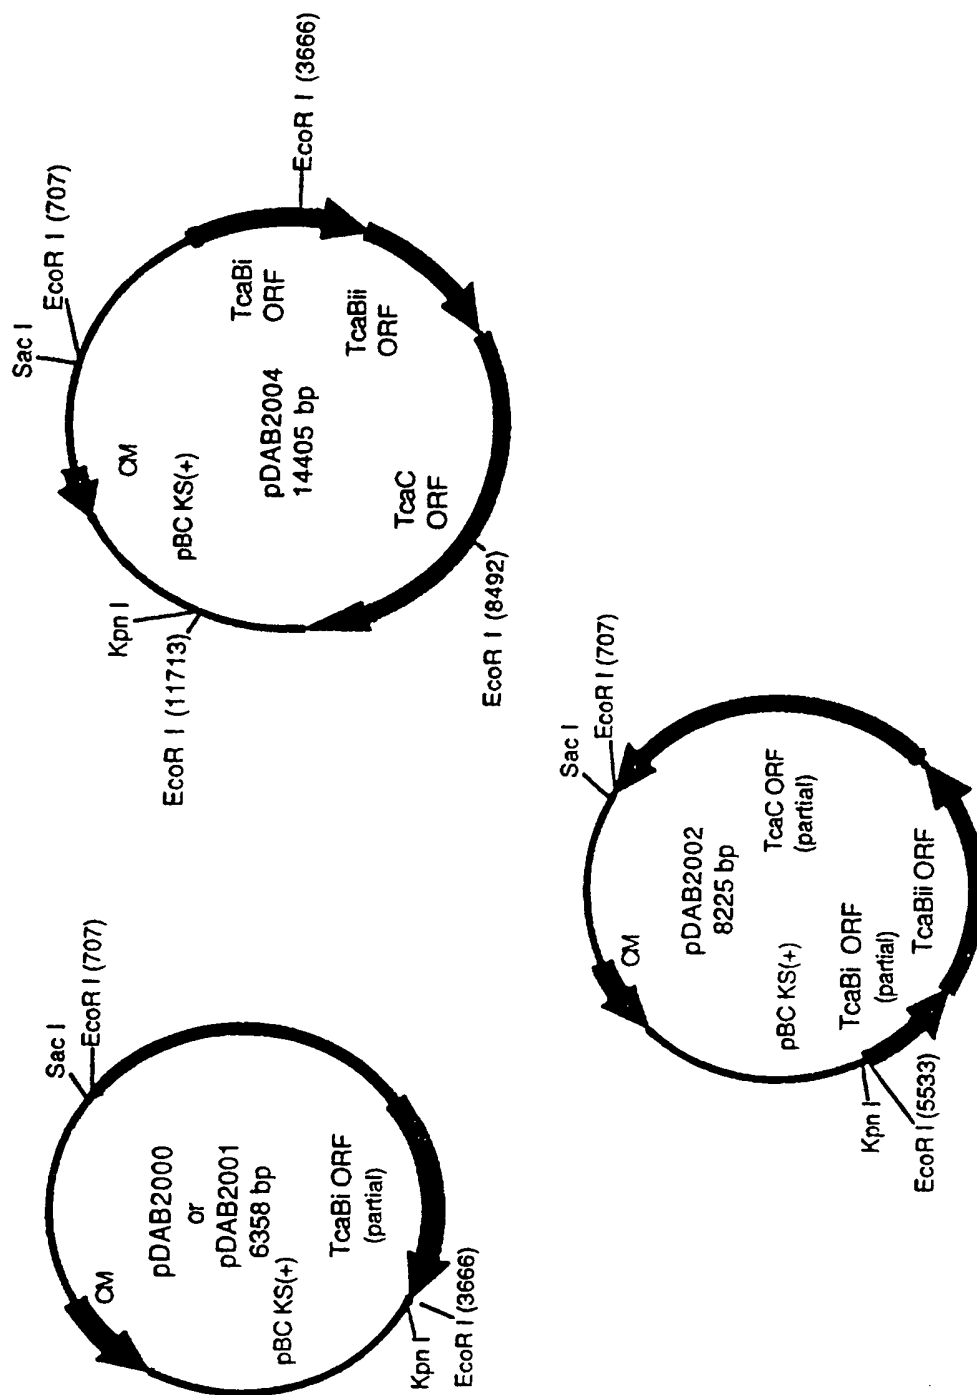 Sac I
EcoR I (707)
CM
pDAB2000
or
pDAB2001
6358 bp
pBC KS(+)
TcaBi ORF
(partial)
Kpn I
EcoR I (3666)
Sac I
EcoR I (707)
CM
pBC KS(+)
Kpn I
EcoR I (11713)
pDAB2004
14405 bp
TcaBi
ORF
EcoR I (3666)
TcaBii
ORF
TcaC
ORF
EcoR I (8492)
Sac I
EcoR I (707)
CM
pDAB2002
8225 bp
TcaC ORF
(partial)
pBC KS(+)
TcaBi ORF
(partial)
TcaBii ORF
Kpn I
EcoR I (5533)